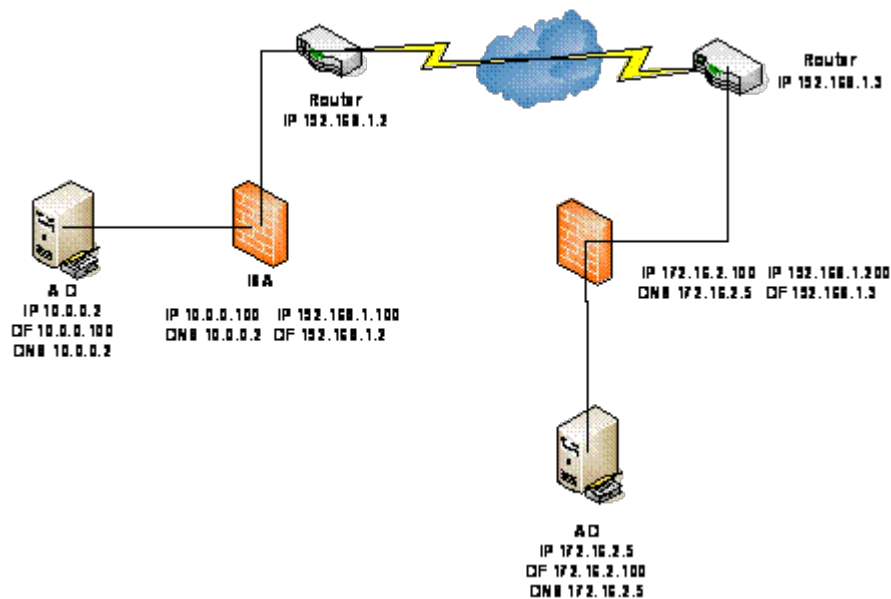 Router
IP 192.168.1.3
Router
IP 192.168.1.2
AD
IP 10.0.0.2
DF 10.0.0.100
DNS 10.0.0.2
ISA
IP 10.0.0.100 IP 192.168.1.100
DNS 10.0.0.2 DF 192.168.1.2
IP 172.16.2.100 IP 192.168.1.200
DNS 172.16.2.5 DF 192.168.1.3
AD
IP 172.16.2.5
DF 172.16.2.100
DNS 172.16.2.5